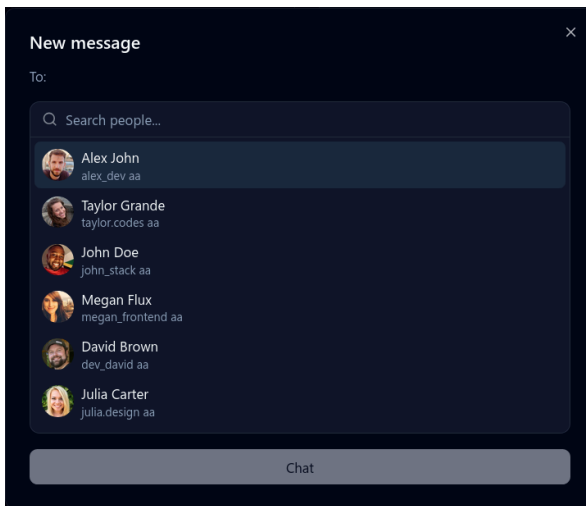 New message
To:
Search people...
Alex John
alex_dev aa
Taylor Grande
taylor.codes aa
John Doe
john_stack aa
Megan Flux
megan_frontend aa
David Brown
dev_david aa
Julia Carter
julia.design aa
Chat